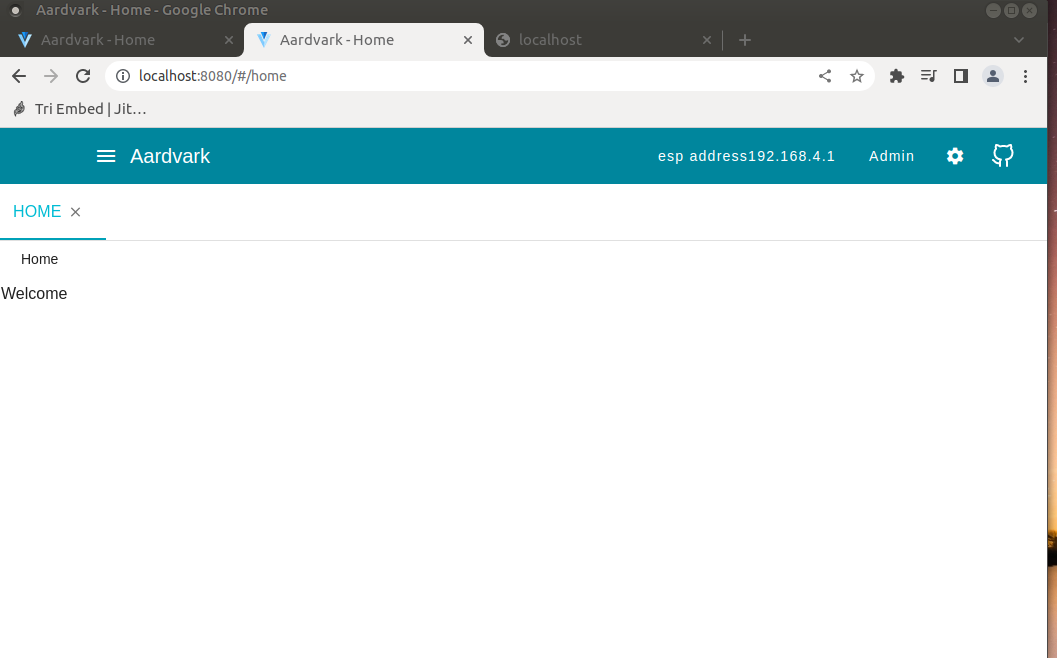 Aardvark - Home - Google Chrome
Aardvark - Home
Aardvark - Home
localhost
localhost:8080/#/home
Tri Embed | Jit…
Aardvark
esp address192.168.4.1
Admin
HOME
Home
Welcome